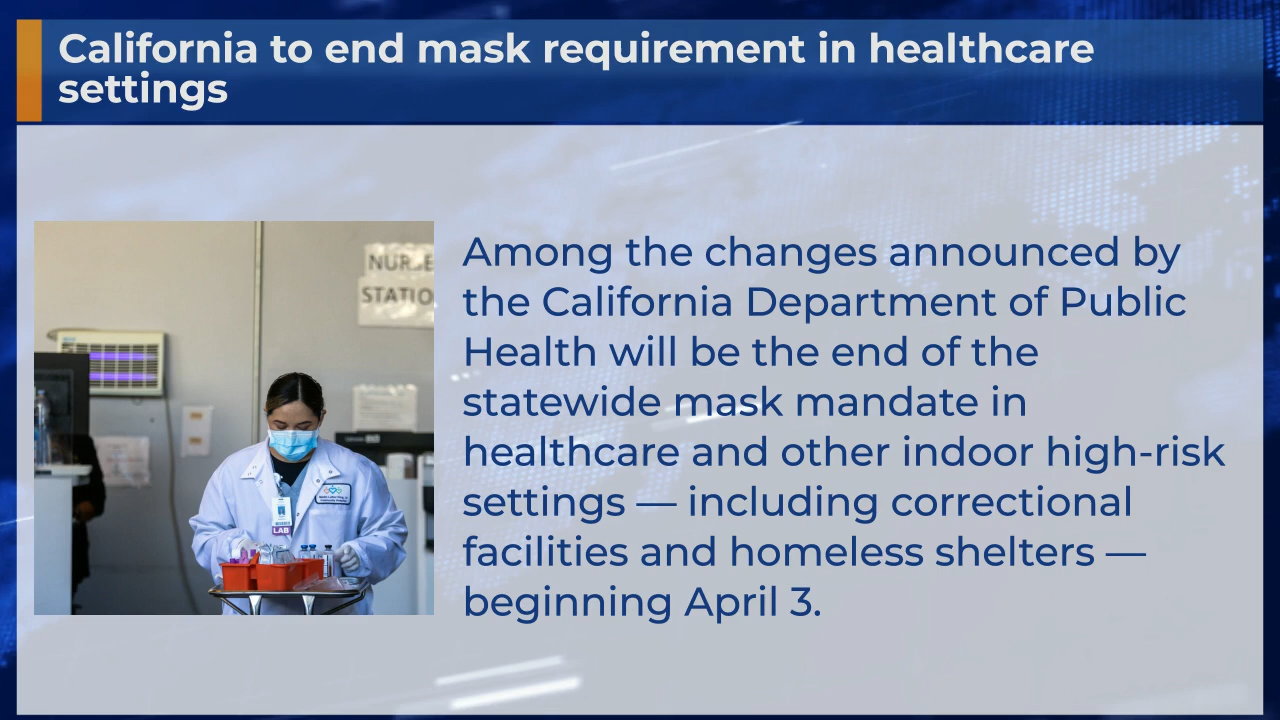 California to end mask requirement in healthcare
settings
NURSE
STATIO
Among the changes announced by
the California Department of Public
Health will be the end of the
statewide mask mandate in
healthcare and other indoor high-risk
settings — including correctional
facilities and homeless shelters —
beginning April 3.
LAB